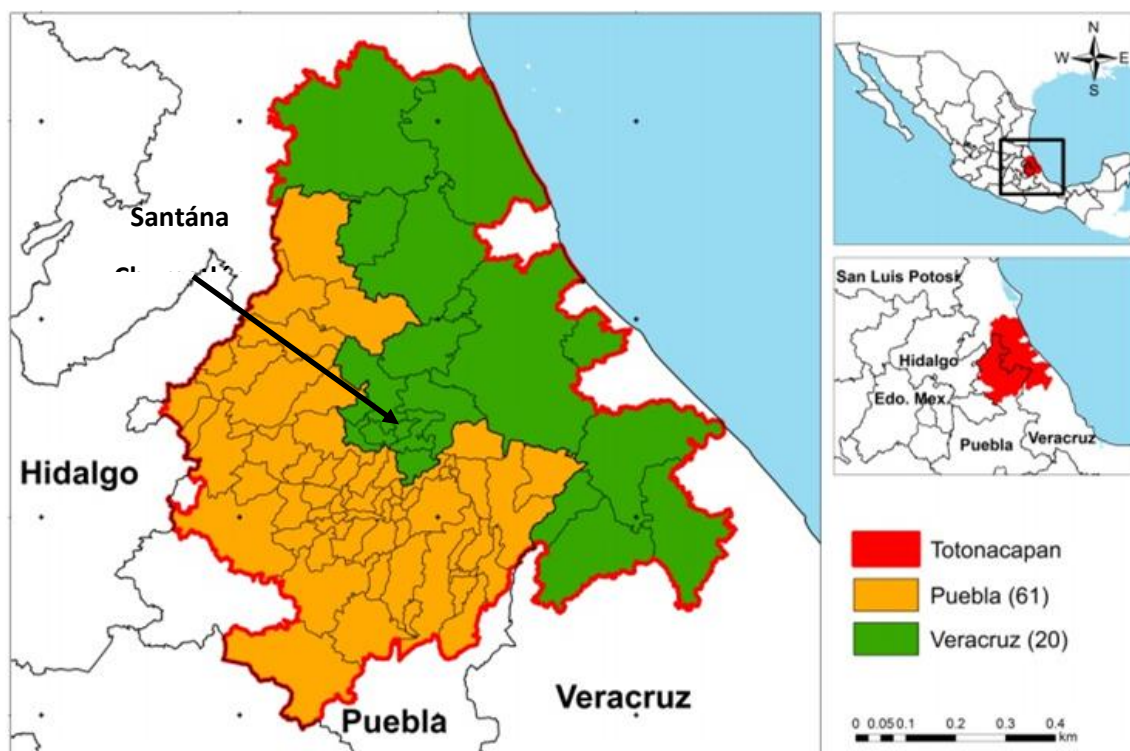 Santána
Hidalgo
Puebla
Veracruz
N
W E
S
San Luis Potosí
Hidalgo
Edo. Mex.
Puebla
Veracruz
Totonacapan
Puebla (61)
Veracruz (20)
0 0.05 0.1 0.2 0.3 0.4
km